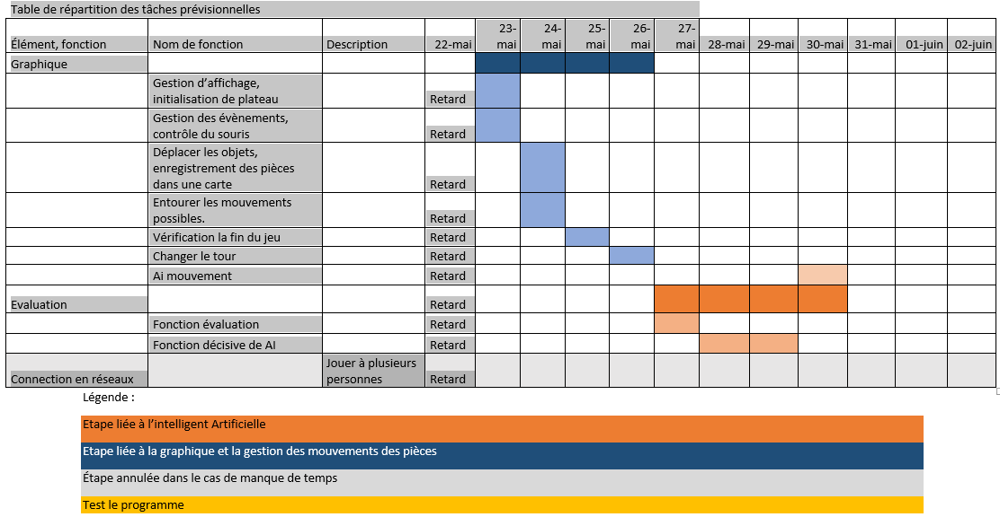 Table de répartition des tâches prévisionnelles
Élément, fonction Nom de fonction Description 22-mai 23-mai 24-mai 25-mai 26-mai 27-mai 28-mai 29-mai 30-mai 31-mai 01-juin 02-juin
Graphique
Gestion d’affichage,
initialisation de plateau Retard
Gestion des évènements,
contrôle du souris Retard
Déplacer les objets,
enregistrement des pièces
dans une carte Retard
Entourer les mouvements
possibles. Retard
Vérification la fin du jeu Retard
Changer le tour Retard
Ai mouvement Retard
Evaluation Retard
Fonction évaluation Retard
Fonction décisive de AI Retard
Connection en réseaux Jouer à plusieurs
personnes Retard
Légende :
Etape liée à l’intelligent Artificielle
Etape liée à la graphique et la gestion des mouvements des pièces
Étape annulée dans le cas de manque de temps
Test le programme